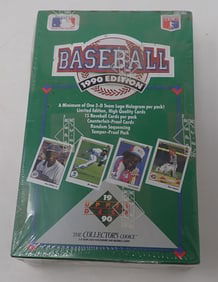 BASEBALL
1990 EDITION
A Minimum of One 3-D Team Logo Hologram per pack!
Limited Edition, High Quality Cards
15 Baseball Cards per pack
Counterfeit-Proof Cards
Random Sequencing
Tamper-Proof Pack
19
90
THE COLLECTOR'S CHOICE